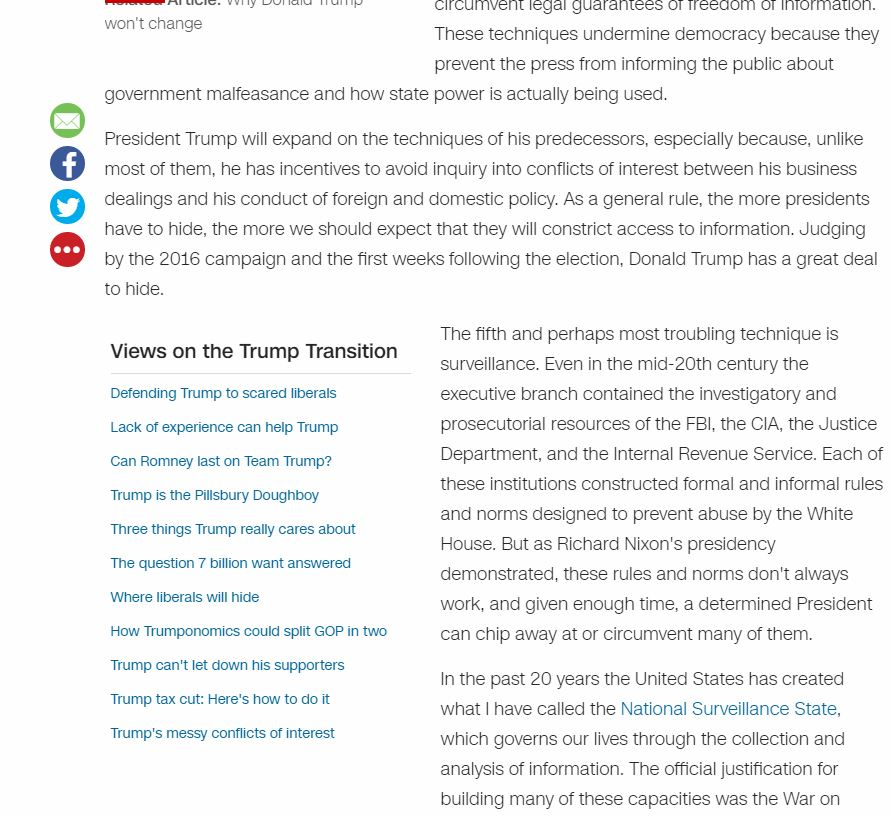 Related Article: Why Donald Trump
won't change
circumvent legal guarantees of freedom of information.
These techniques undermine democracy because they
prevent the press from informing the public about
government malfeasance and how state power is actually being used.
President Trump will expand on the techniques of his predecessors, especially because, unlike
most of them, he has incentives to avoid inquiry into conflicts of interest between his business
dealings and his conduct of foreign and domestic policy. As a general rule, the more presidents
have to hide, the more we should expect that they will constrict access to information. Judging
by the 2016 campaign and the first weeks following the election, Donald Trump has a great deal
to hide.
Views on the Trump Transition
Defending Trump to scared liberals
Lack of experience can help Trump
Can Romney last on Team Trump?
Trump is the Pillsbury Doughboy
Three things Trump really cares about
The question 7 billion want answered
Where liberals will hide
How Trumponomics could split GOP in two
Trump can't let down his supporters
Trump tax cut: Here's how to do it
Trump's messy conflicts of interest
The fifth and perhaps most troubling technique is
surveillance. Even in the mid-20th century the
executive branch contained the investigatory and
prosecutorial resources of the FBI, the CIA, the Justice
Department, and the Internal Revenue Service. Each of
these institutions constructed formal and informal rules
and norms designed to prevent abuse by the White
House. But as Richard Nixon's presidency
demonstrated, these rules and norms don't always
work, and given enough time, a determined President
can chip away at or circumvent many of them.
In the past 20 years the United States has created
what I have called the National Surveillance State,
which governs our lives through the collection and
analysis of information. The official justification for
building many of these capacities was the War on